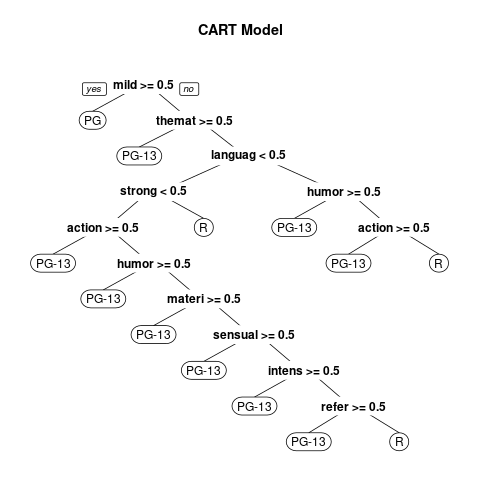 CART Model
yes mild >= 0.5 no
PG themat >= 0.5
PG-13 languag < 0.5
strong < 0.5 humor >= 0.5
action >= 0.5 R PG-13 action >= 0.5
PG-13 humor >= 0.5 PG-13 R
PG-13 materi >= 0.5
PG-13 sensual >= 0.5
PG-13 intens >= 0.5
PG-13 refer >= 0.5
PG-13 R